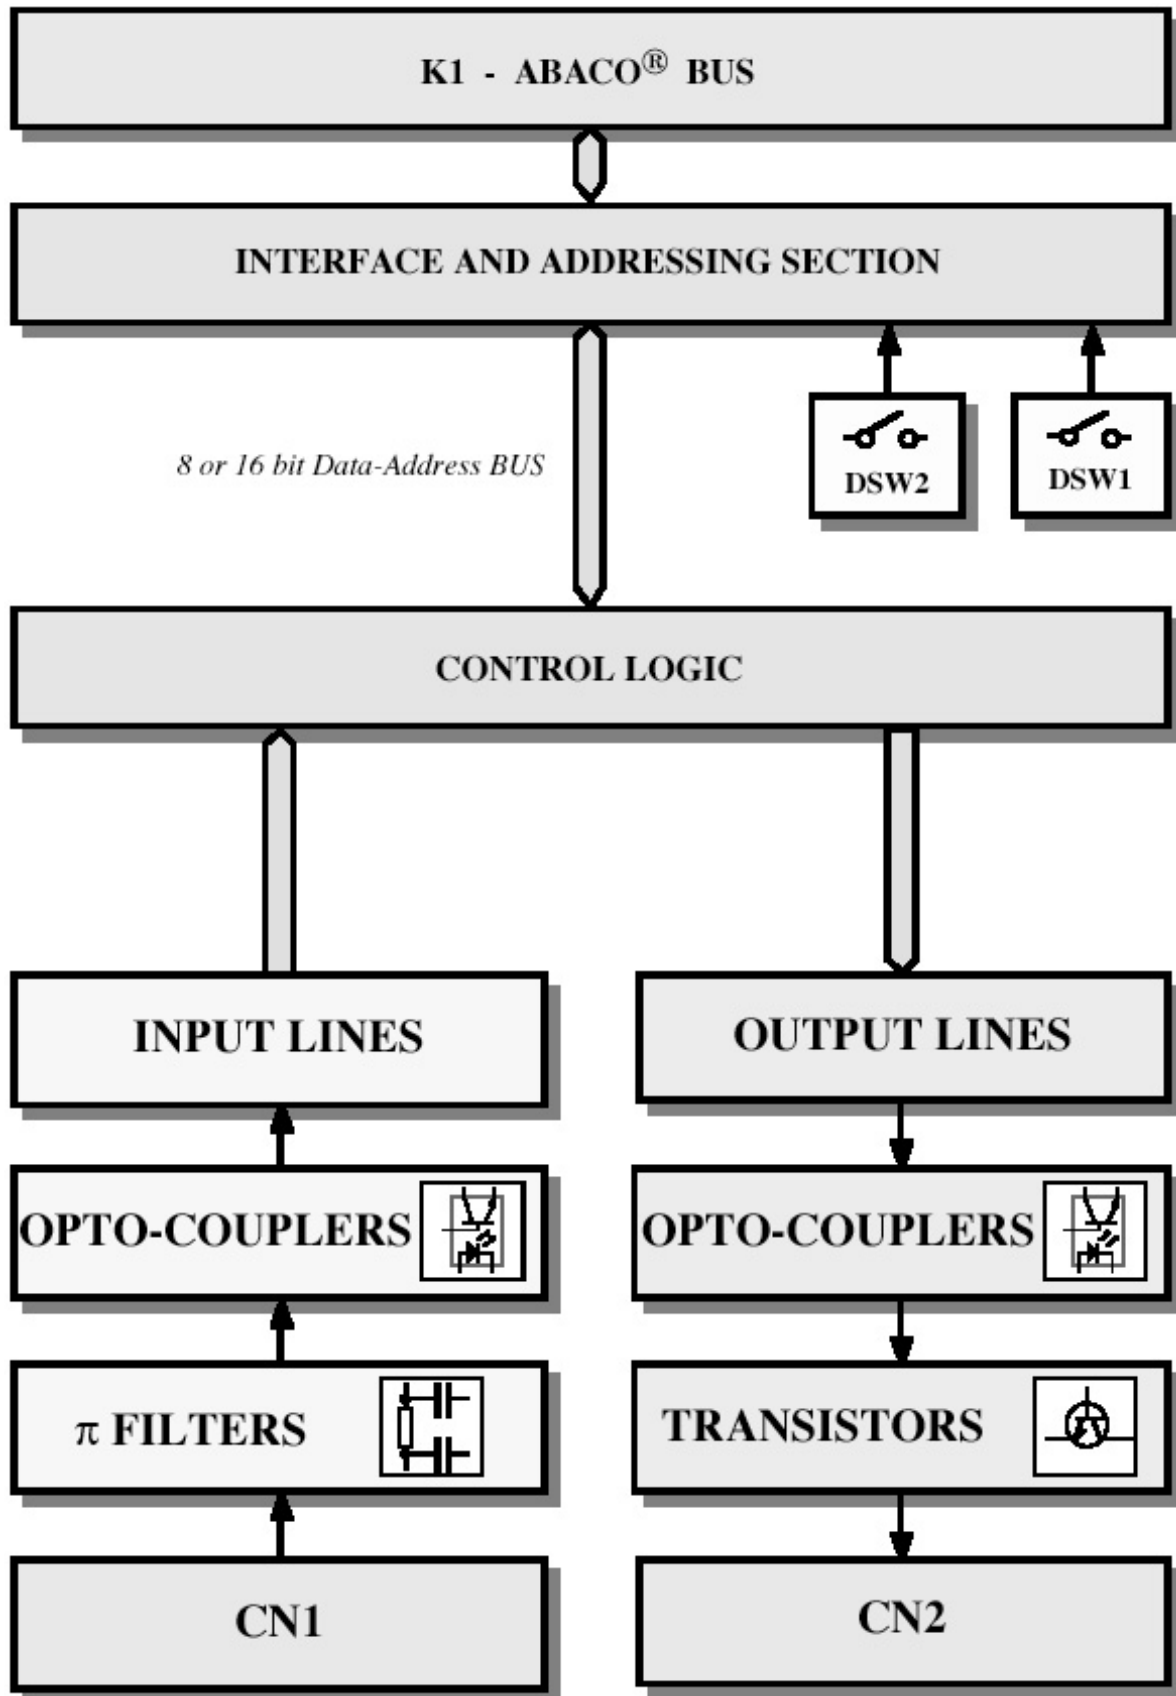 K1 - ABACO® BUS
INTERFACE AND ADDRESSING SECTION
8 or 16 bit Data-Address BUS
DSW2
DSW1
CONTROL LOGIC
INPUT LINES
OUTPUT LINES
OPTO-COUPLERS
OPTO-COUPLERS
π FILTERS
TRANSISTORS
CN1
CN2